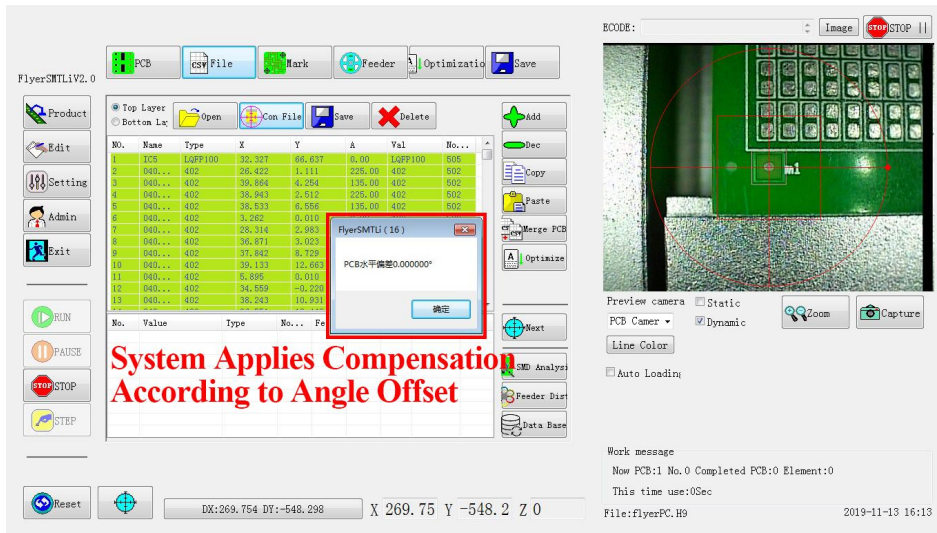 FlyerSMTLiV2.0
PCB
CSV File
Mark
Feeder
Optimizatio
Save
ECODE:
Image
STOP STOP ||
Product
Edit
Setting
Admin
Exit
RUN
PAUSE
STOP STOP
STEP
Reset
Top Layer
Bottom La
Open
Con File
Save
Delete
NO. Name Type X Y A Val No...
1 IC5 LQFP100 32.327 66.637 0.00 LQFP100 505
2 040... 402 26.422 1.111 225.00 402 502
3 040... 402 39.864 4.254 135.00 402 502
4 040... 402 38.943 2.512 225.00 402 502
5 040... 402 38.533 6.556 135.00 402 502
6 040... 402 3.262 0.010
7 040... 402 28.314 2.983
8 040... 402 36.871 3.023
9 040... 402 37.842 8.729
10 040... 402 39.133 12.663
11 040... 402 5.895 0.010
12 040... 402 34.559 -0.220
13 040... 402 38.243 10.931
FlyerSMTLi ( 16 )
PCB水平偏差0.000000°
确定
No. Value Type No... Fe
System Applies Compensation
According to Angle Offset
Add
Dec
Copy
Paste
Merge PCB
Optimize
Next
SMD Analysi
Feeder Dist
Data Base
m1
Preview camera
Static
PCB Camer
Dynamic
Zoom
Capture
Line Color
Auto Loading
Work message
Now PCB:1 No.0 Completed PCB:0 Element:0
This time use:0Sec
DX:269.754 DY:-548.298
X 269.75 Y -548.2 Z 0
File:flyerPC.H9
2019-11-13 16:13